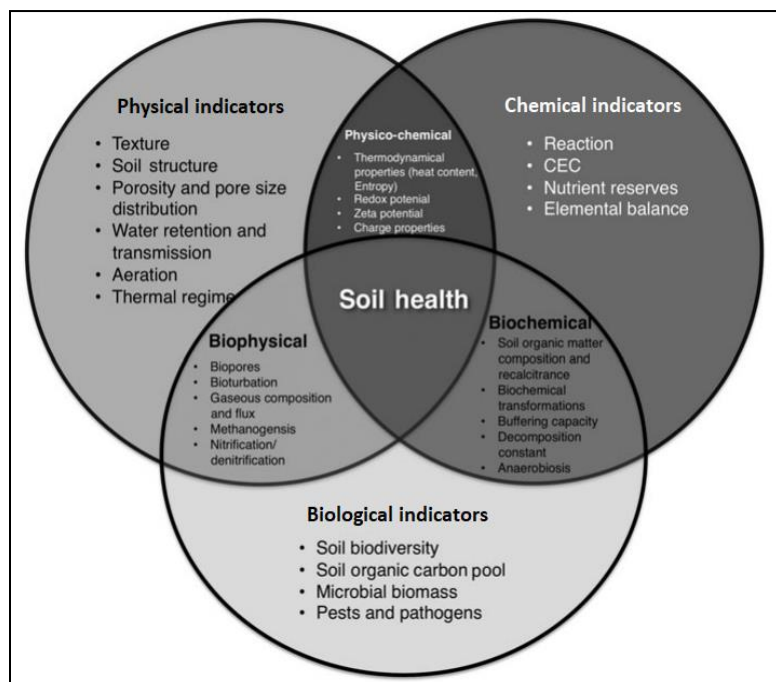 Physical indicators
• Texture
• Soil structure
• Porosity and pore size
distribution
• Water retention and
transmission
• Aeration
• Thermal regime
Physico-chemical
• Thermodynamical
properties (heat content,
Entropy)
• Redox potenial
• Zeta potential
• Charge properties
Chemical indicators
• Reaction
• CEC
• Nutrient reserves
• Elemental balance
Soil health
Biophysical
• Biopores
• Bioturbation
• Gaseous composition
and flux
• Methanogensis
• Nitrification/
denitrification
Biochemical
• Soil organic matter
composition and
recalcitrance
• Biochemical
transformations
• Buffering capacity
• Decomposition
constant
• Anaerobiosis
Biological indicators
• Soil biodiversity
• Soil organic carbon pool
• Microbial biomass
• Pests and pathogens